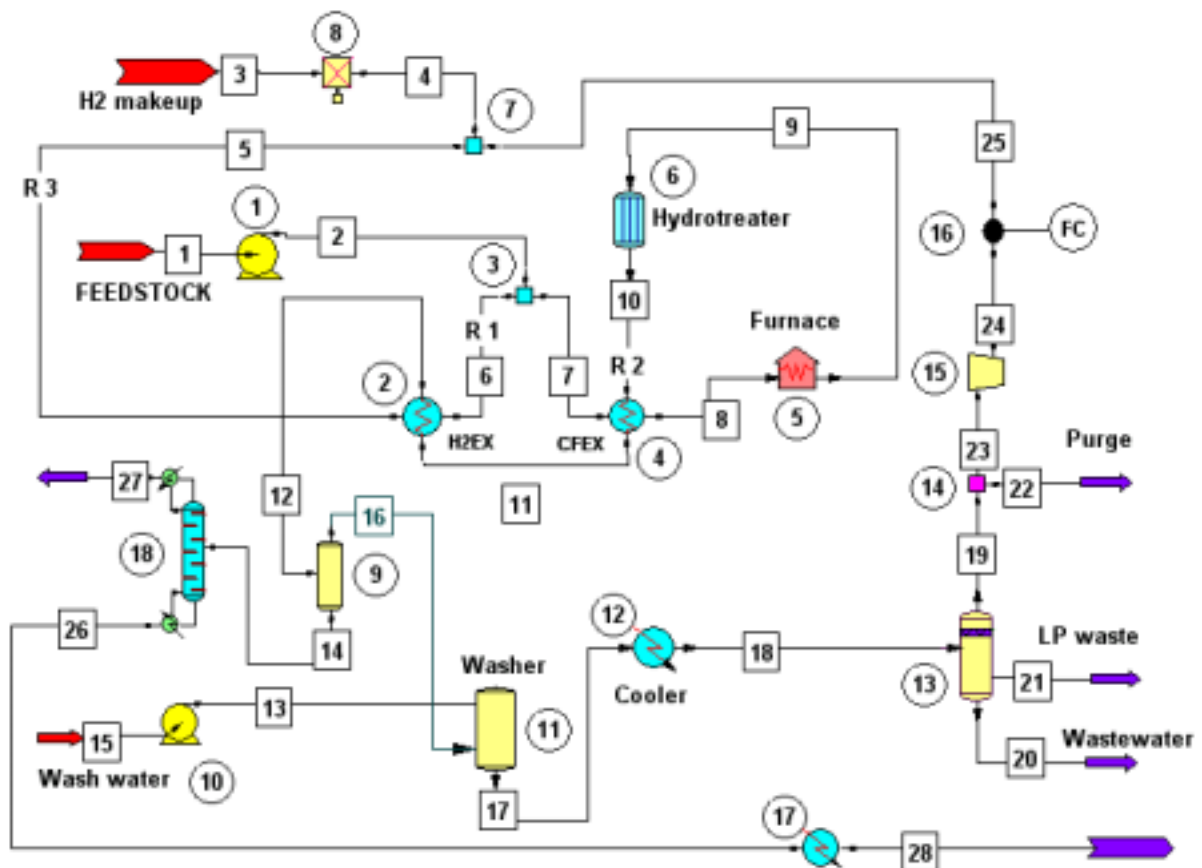 8
3
4
H2 makeup
7
9
25
5
R 3
6
1
Hydrotreater
2
16
FC
1
3
FEEDSTOCK
10
24
Furnace
R 1
R 2
15
2
6
7
8
5
H2EX
CFEX
4
23
Purge
27
12
11
14
22
16
18
9
19
12
26
14
18
LP waste
Washer
13
21
Cooler
13
11
15
Wastewater
20
Wash water
10
17
17
28